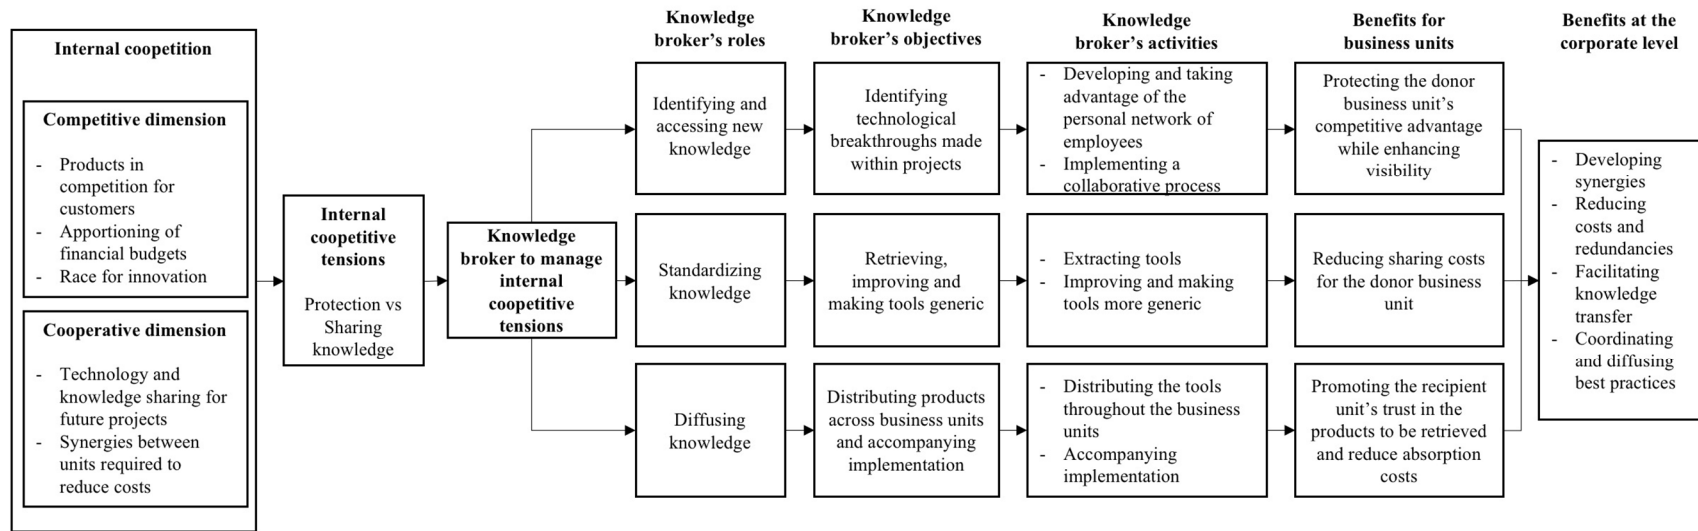 Internal coopetition
Competitive dimension
- Products in
competition for
customers
- Apportioning of
financial budgets
- Race for innovation
Cooperative dimension
- Technology and
knowledge sharing for
future projects
- Synergies between
units required to
reduce costs
Internal
coopetitive
tensions
Protection vs
Sharing
knowledge
Knowledge
broker to manage
internal
coopetitive
tensions
Knowledge
broker’s roles
Identifying and
accessing new
knowledge
Standardizing
knowledge
Diffusing
knowledge
Knowledge
broker’s objectives
Identifying
technological
breakthroughs made
within projects
Retrieving,
improving and
making tools generic
Distributing products
across business units
and accompanying
implementation
Knowledge
broker’s activities
- Developing and taking
advantage of the
personal network of
employees
- Implementing a
collaborative process
- Extracting tools
- Improving and making
tools more generic
- Distributing the tools
throughout the business
units
- Accompanying
implementation
Benefits for
business units
Protecting the donor
business unit’s
competitive advantage
while enhancing
visibility
Reducing sharing costs
for the donor business
unit
Promoting the recipient
unit’s trust in the
products to be retrieved
and reduce absorption
costs
Benefits at the
corporate level
- Developing
synergies
- Reducing
costs and
redundancies
- Facilitating
knowledge
transfer
- Coordinating
and diffusing
best practices